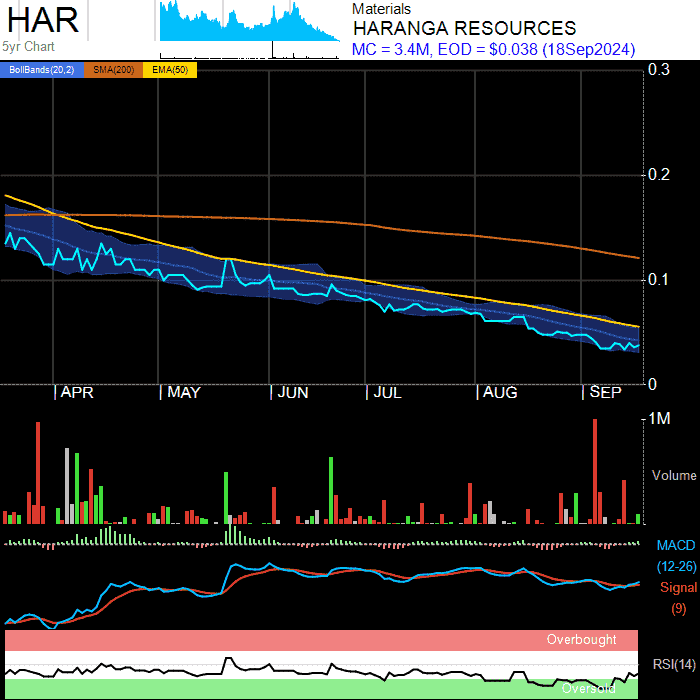 HAR
5yr Chart
Materials
HARANGA RESOURCES
MC = 3.4M, EOD = $0.038 (18Sep2024)
BollBands(20,2) SMA(200) EMA(50)
0.3
0.2
0.1
0
APR MAY JUN JUL AUG SEP
1M
Volume
MACD
(12-26)
Signal
(9)
Overbought
RSI(14)
Oversold